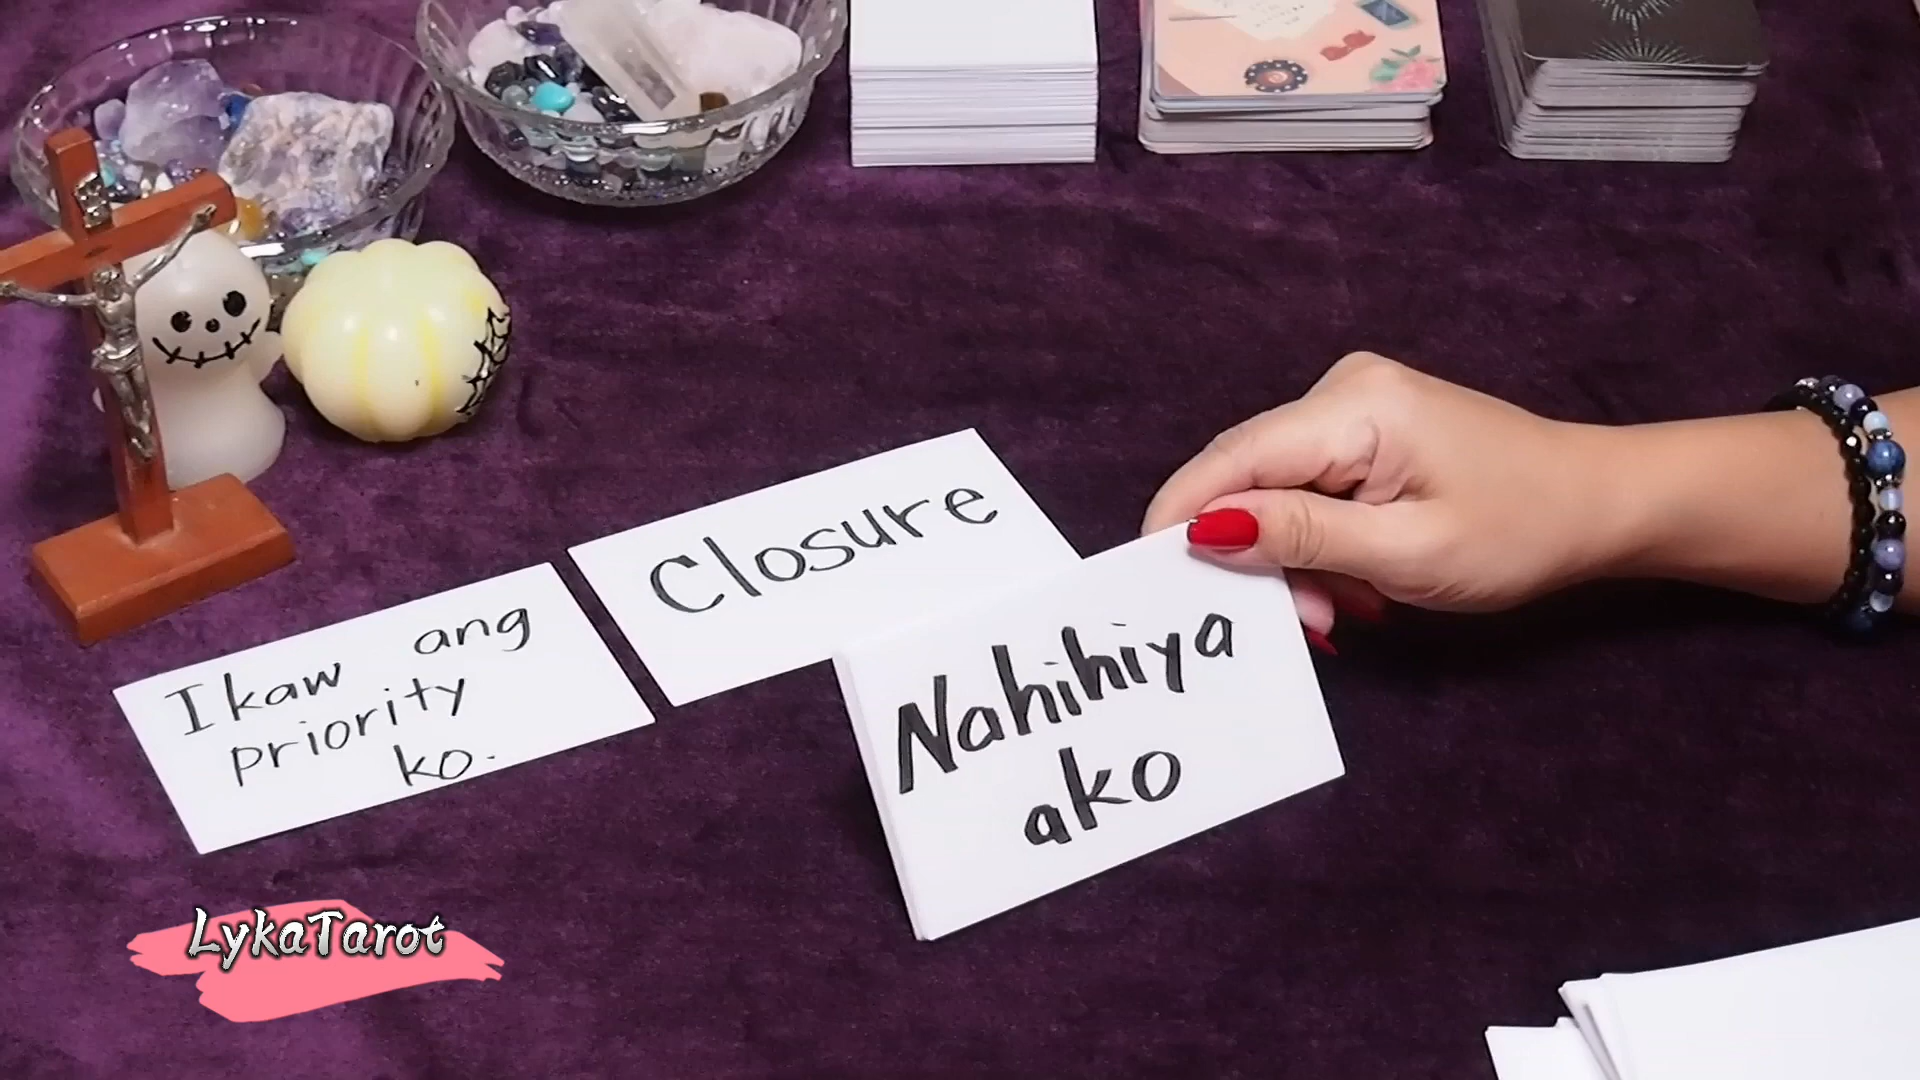 Ikaw ang
priority
ko.
Closure
Nahihiya
ako
LykaTarot